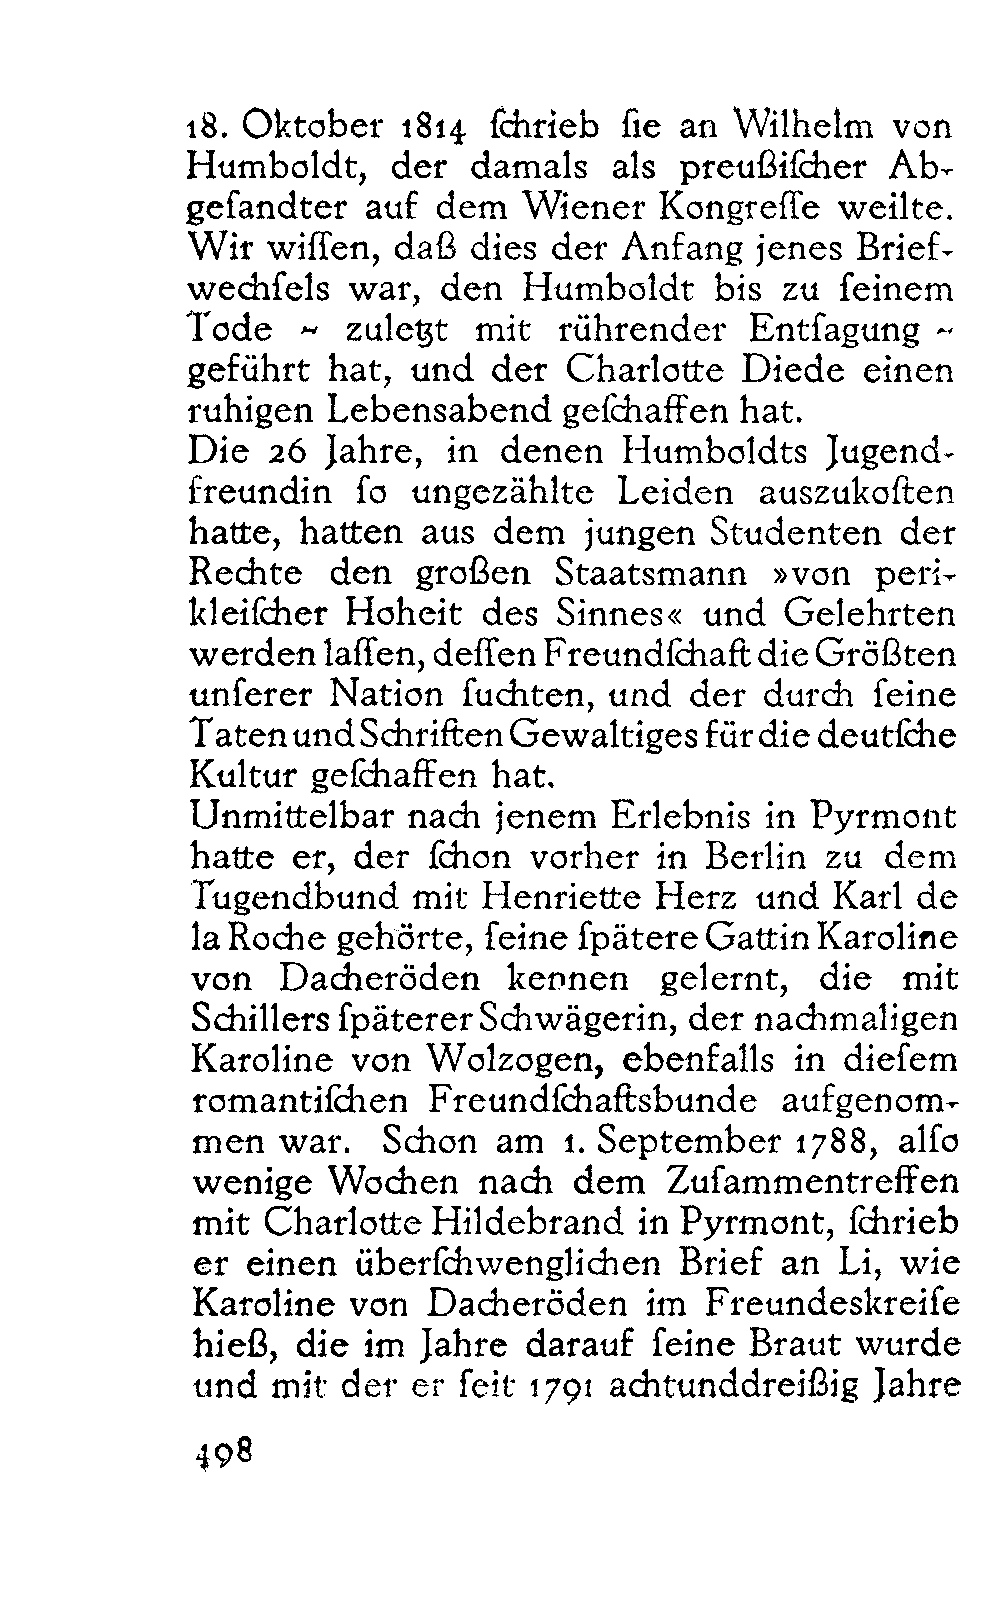 18. Oktober 1814 ſchrieb ſie an Wilhelm von
Humboldt, der damals als preußiſcher Ab-
geſandter auf dem Wiener Kongreſſe weilte.
Wir wiſſen, daß dies der Anfang jenes Brief-
wechſels war, den Humboldt bis zu ſeinem
Tode ~ zuletzt mit rührender Entſagung ~
geführt hat, und der Charlotte Diede einen
ruhigen Lebensabend geſchaffen hat.
Die 26 Jahre, in denen Humboldts Jugend-
freundin ſo ungezählte Leiden auszukoſten
hatte, hatten aus dem jungen Studenten der
Rechte den großen Staatsmann »von peri-
kleiſcher Hoheit des Sinnes« und Gelehrten
werden laſſen, deſſen Freundſchaft die Größten
unſerer Nation ſuchten, und der durch ſeine
Taten und Schriften Gewaltiges für die deutſche
Kultur geſchaffen hat.
Unmittelbar nach jenem Erlebnis in Pyrmont
hatte er, der ſchon vorher in Berlin zu dem
Tugendbund mit Henriette Herz und Karl de
la Roche gehörte, ſeine ſpätere Gattin Karoline
von Dacheröden kennen gelernt, die mit
Schillers ſpäterer Schwägerin, der nachmaligen
Karoline von Wolzogen, ebenfalls in dieſem
romantiſchen Freundſchaftsbunde aufgenom-
men war. Schon am 1. September 1788, alſo
wenige Wochen nach dem Zuſammentreffen
mit Charlotte Hildebrand in Pyrmont, ſchrieb
er einen überſchwenglichen Brief an Li, wie
Karoline von Dacheröden im Freundeskreiſe
hieß, die im Jahre darauf ſeine Braut wurde
und mit der er ſeit 1791 achtunddreißig Jahre
498